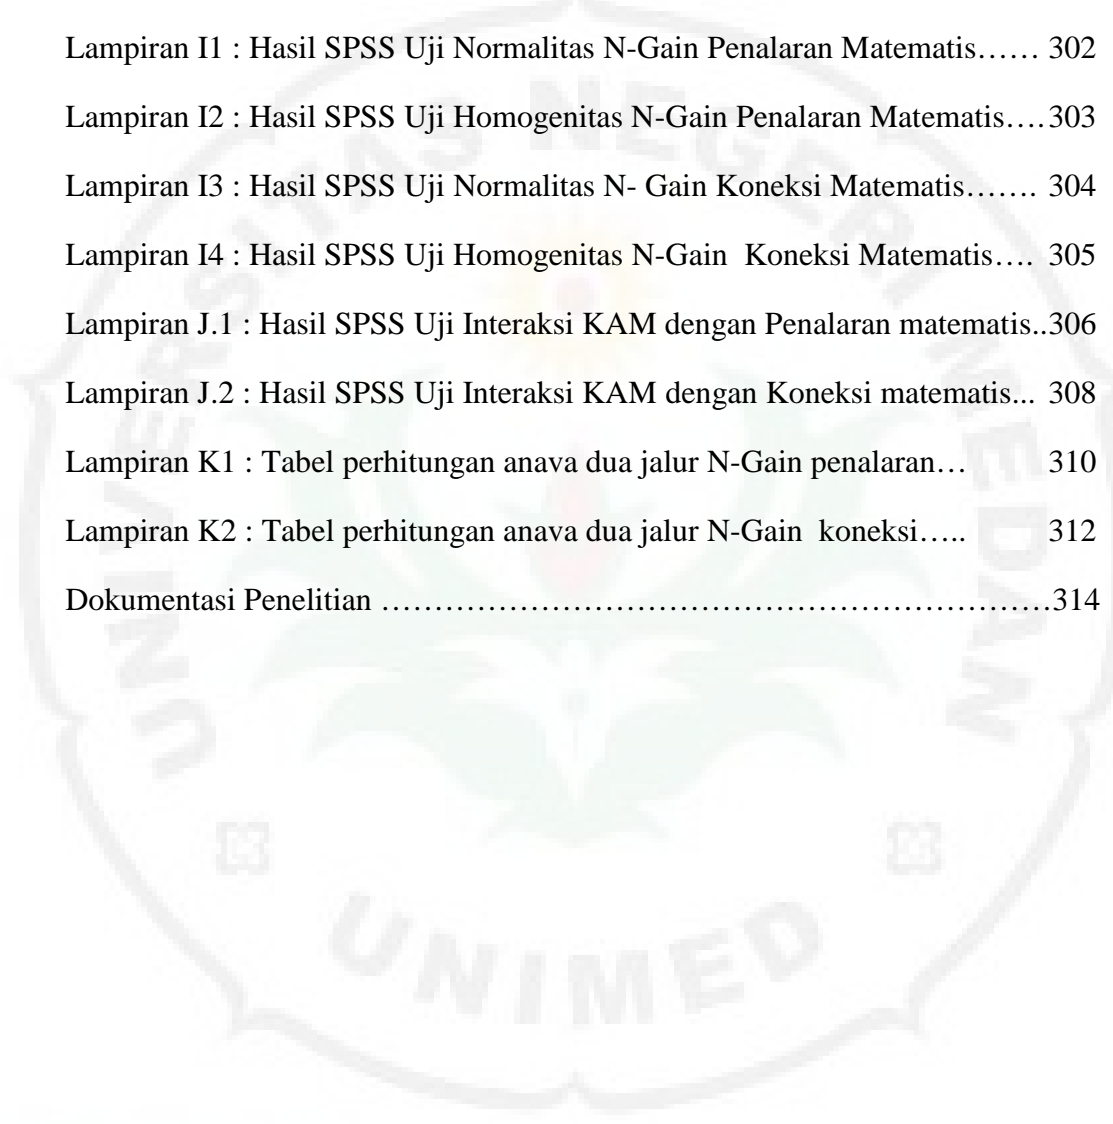 Lampiran I1 : Hasil SPSS Uji Normalitas N-Gain Penalaran Matematis…… 302
Lampiran I2 : Hasil SPSS Uji Homogenitas N-Gain Penalaran Matematis….303
Lampiran I3 : Hasil SPSS Uji Normalitas N- Gain Koneksi Matematis……. 304
Lampiran I4 : Hasil SPSS Uji Homogenitas N-Gain  Koneksi Matematis…. 305
Lampiran J.1 : Hasil SPSS Uji Interaksi KAM dengan Penalaran matematis..306
Lampiran J.2 : Hasil SPSS Uji Interaksi KAM dengan Koneksi matematis... 308
Lampiran K1 : Tabel perhitungan anava dua jalur N-Gain penalaran… 310
Lampiran K2 : Tabel perhitungan anava dua jalur N-Gain  koneksi….. 312
Dokumentasi Penelitian ………………………………………………………314
UNIVERSITAS NEGERI MEDAN
UNIMED